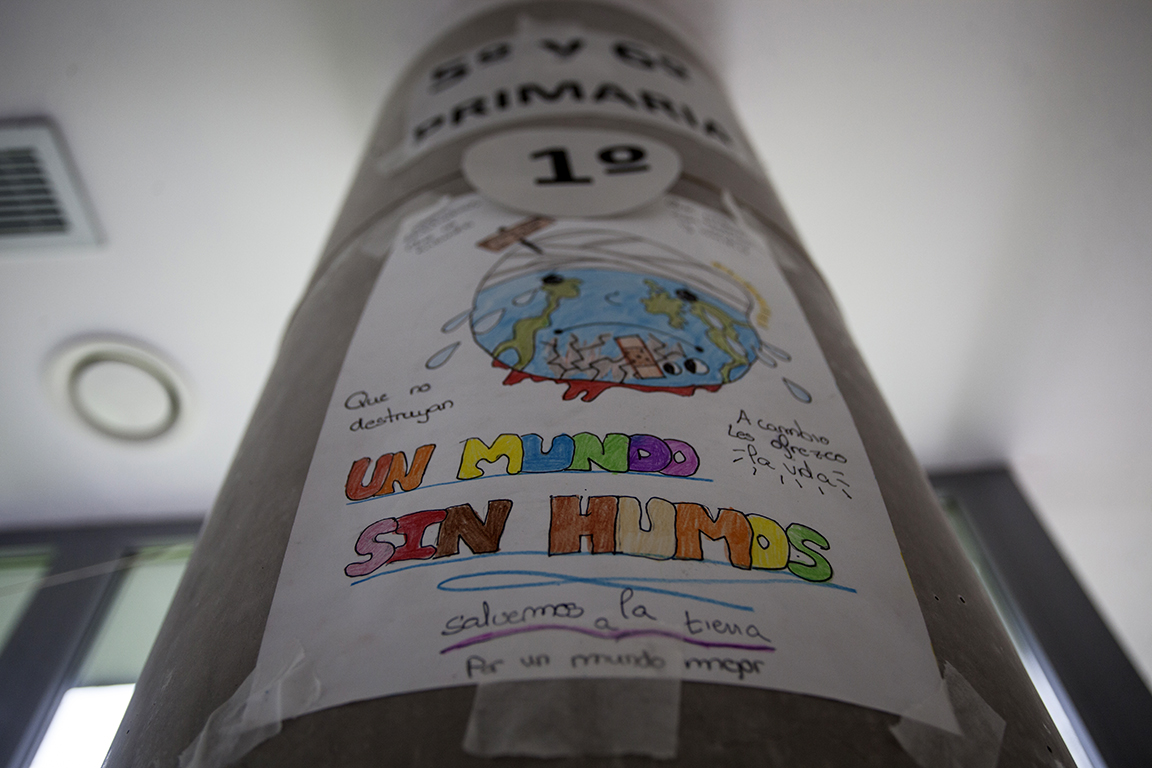 5º Y 6º
PRIMARIA
1º
Que no
destruyan
A cambio
les ofrezco
la vida
UN MUNDO
SIN HUMOS
salvemos a la tierra
Por un mundo mejor